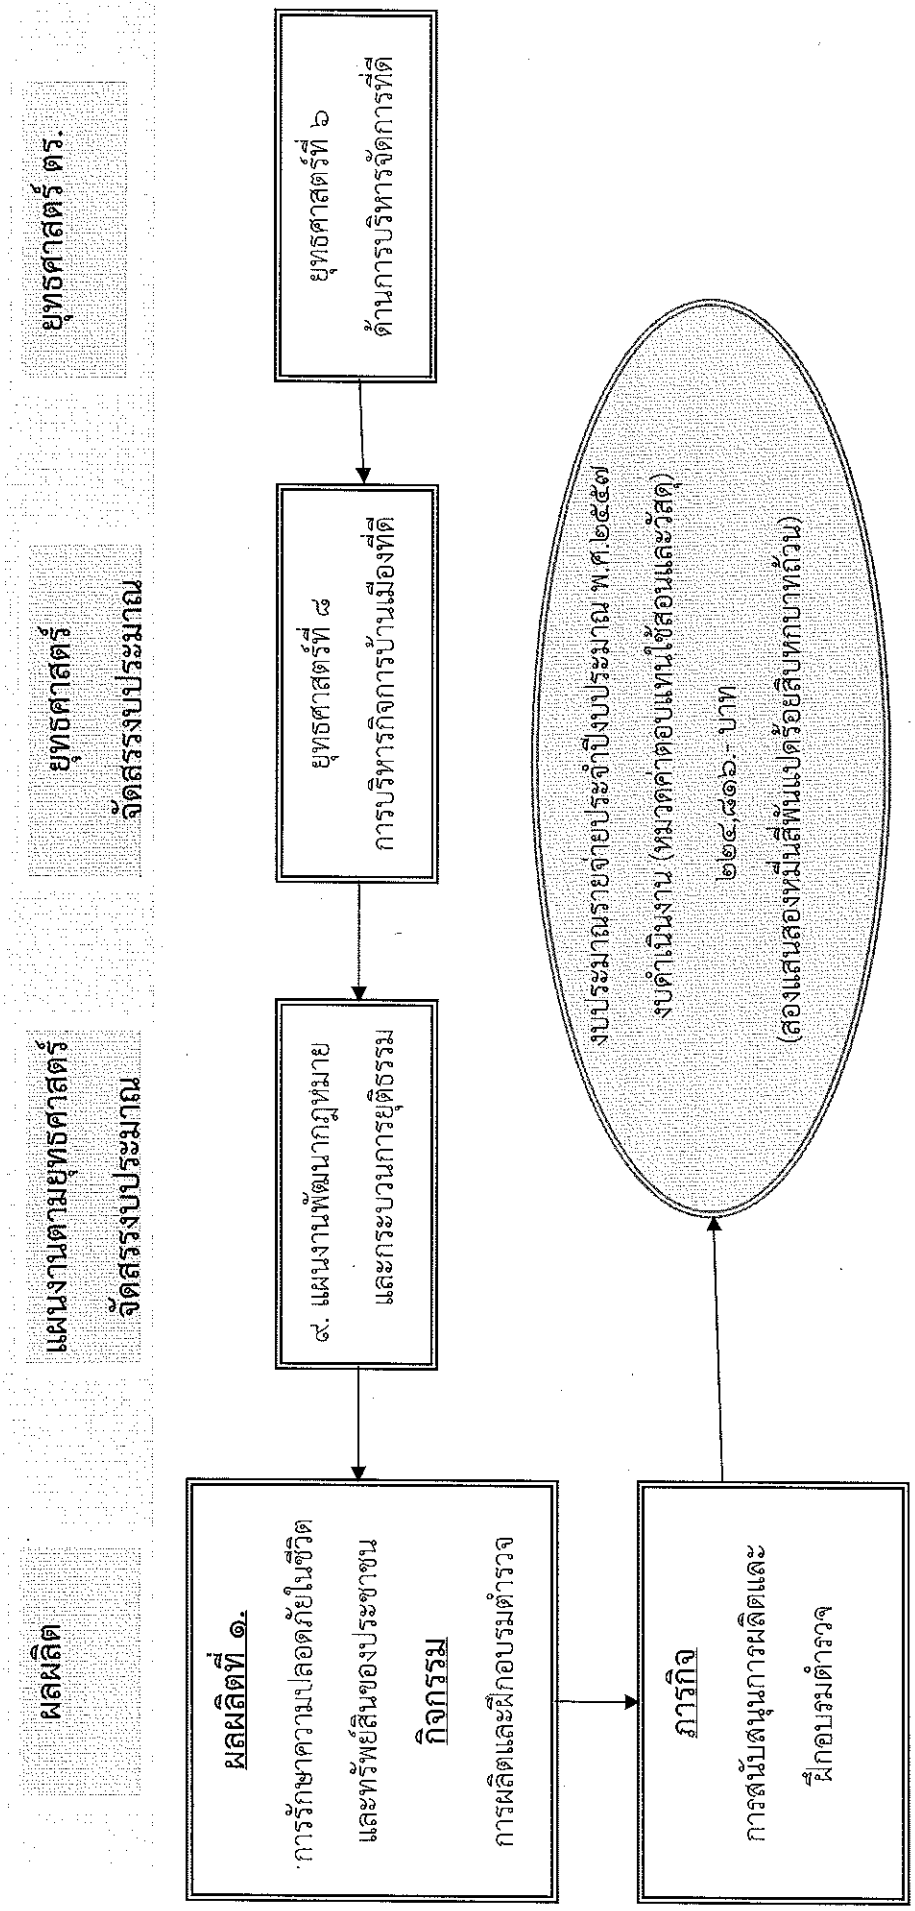 ผลผลิต
แผนงานตามยุทธศาสตร์
จัดสรรงบประมาณ
ยุทธศาสตร์
จัดสรรงบประมาณ
ยุทธศาสตร์ ตร.
ผลผลิตที่ ๑.
การรักษาความปลอดภัยในชีวิต
และทรัพย์สินของประชาชน
กิจกรรม
การผลิตและฝึกอบรมตำรวจ
๙. แผนงานพัฒนากฎหมาย
และกระบวนการยุติธรรม
ยุทธศาสตร์ที่ ๘
การบริหารกิจการบ้านเมืองที่ดี
ยุทธศาสตร์ที่ ๖
ด้านการบริหารจัดการที่ดี
ภารกิจ
การสนับสนุนการผลิตและ
ฝึกอบรมตำรวจ
งบประมาณรายจ่ายประจำปีงบประมาณ พ.ศ.๒๕๕๗
งบดำเนินงาน (หมวดค่าตอบแทนใช้สอยและวัสดุ)
๒๒๔,๘๑๖.- บาท
(สองแสนสองหมื่นสี่พันแปดร้อยสิบหกบาทถ้วน)